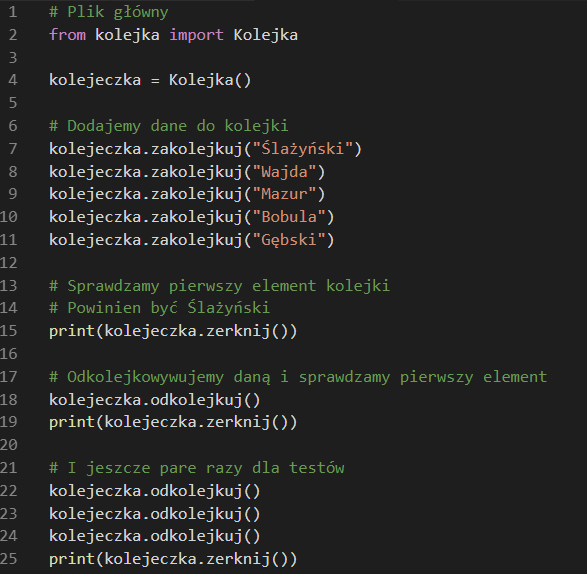 1 # Plik główny
2 from kolejka import Kolejka
3
4 kolejeczka = Kolejka()
5
6 # Dodajemy dane do kolejki
7 kolejeczka.zakolejkuj("Ślażyński")
8 kolejeczka.zakolejkuj("Wajda")
9 kolejeczka.zakolejkuj("Mazur")
10 kolejeczka.zakolejkuj("Bobula")
11 kolejeczka.zakolejkuj("Gębski")
12
13 # Sprawdzamy pierwszy element kolejki
14 # Powinien być Ślażyński
15 print(kolejeczka.zerknij())
16
17 # Odkolejkowywujemy daną i sprawdzamy pierwszy element
18 kolejeczka.odkolejkuj()
19 print(kolejeczka.zerknij())
20
21 # I jeszcze pare razy dla testów
22 kolejeczka.odkolejkuj()
23 kolejeczka.odkolejkuj()
24 kolejeczka.odkolejkuj()
25 print(kolejeczka.zerknij())